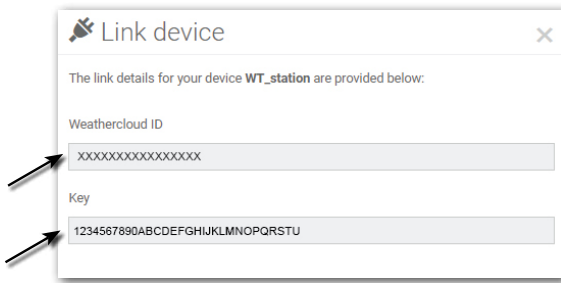 Link device
The link details for your device WT_station are provided below:
Weathercloud ID
XXXXXXXXXXXXXXXX
Key
1234567890ABCDEFGHIJKLMNOPQRSTU